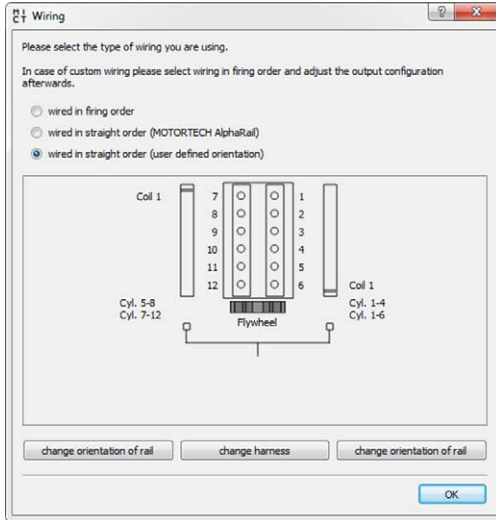 MICT Wiring
Please select the type of wiring you are using.
In case of custom wiring please select wiring in firing order and adjust the output configuration
afterwards.
wired in firing order
wired in straight order (MOTORTECH AlphaRail)
wired in straight order (user defined orientation)
Coil 1
7
1
8
2
9
3
10
4
11
5
12
6
Coil 1
Cyl. 5-8
Cyl. 7-12
Flywheel
Cyl. 1-4
Cyl. 1-6
change orientation of rail
change harness
change orientation of rail
OK